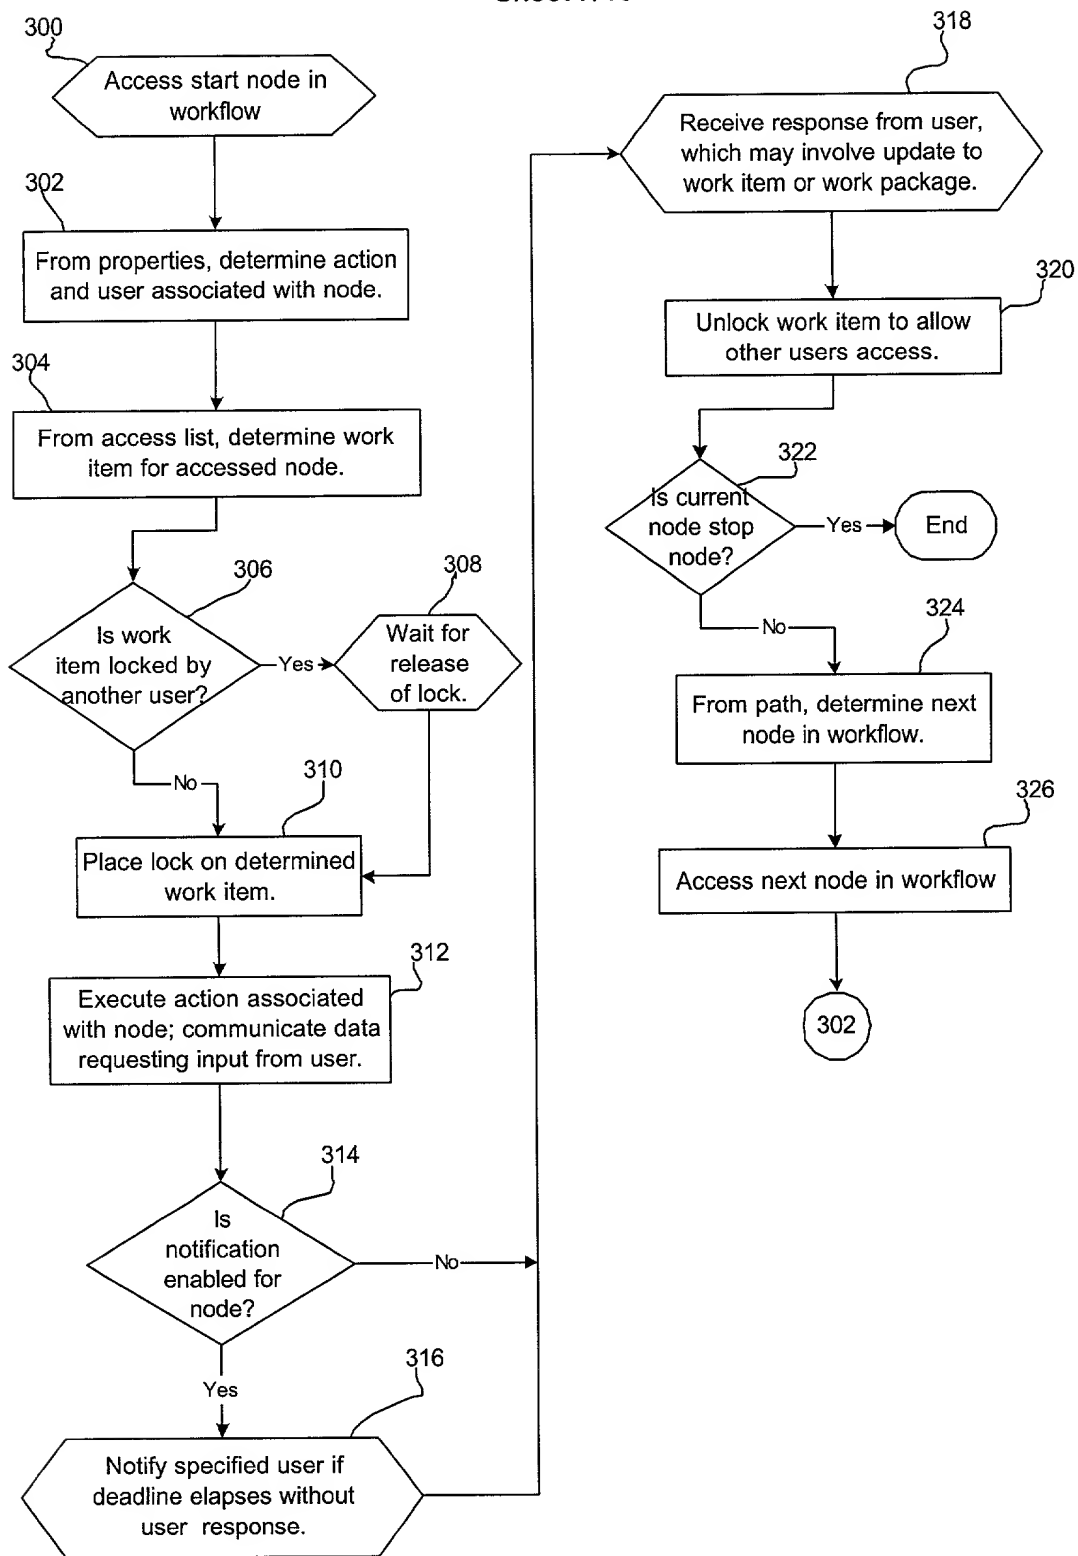 300
Access start node in
workflow
302
From properties, determine action
and user associated with node.
304
From access list, determine work
item for accessed node.
306
Is work
item locked by
another user?
Yes
308
Wait for
release
of lock.
No
310
Place lock on determined
work item.
312
Execute action associated
with node; communicate data
requesting input from user.
314
Is
notification
enabled for
node?
No
Yes
316
Notify specified user if
deadline elapses without
user response.
318
Receive response from user,
which may involve update to
work item or work package.
320
Unlock work item to allow
other users access.
322
Is current
node stop
node?
Yes
End
No
324
From path, determine next
node in workflow.
326
Access next node in workflow
302